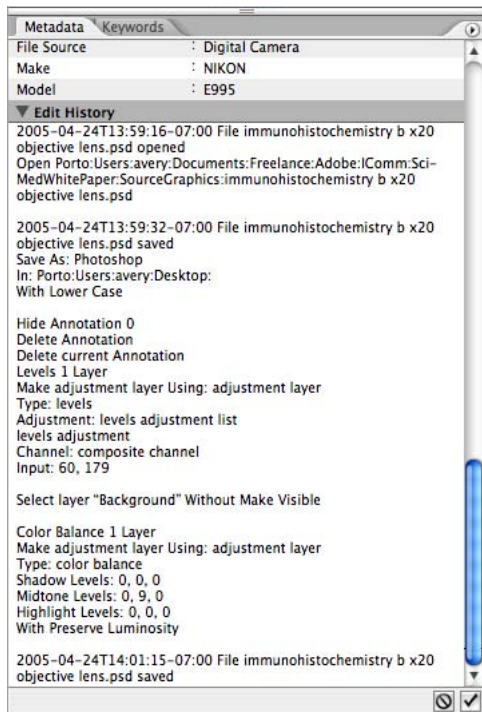 Metadata Keywords
File Source : Digital Camera
Make : NIKON
Model : E995
Edit History
2005-04-24T13:59:16-07:00 File immunohistochemistry b x20
objective lens.psd opened
Open Porto:Users:avery:Documents:Freelance:Adobe:IComm:Sci-
MedWhitePaper:SourceGraphics:immunohistochemistry b x20
objective lens.psd
2005-04-24T13:59:32-07:00 File immunohistochemistry b x20
objective lens.psd saved
Save As: Photoshop
In: Porto:Users:avery:Desktop:
With Lower Case
Hide Annotation 0
Delete Annotation
Delete current Annotation
Levels 1 Layer
Make adjustment layer Using: adjustment layer
Type: levels
Adjustment: levels adjustment list
levels adjustment
Channel: composite channel
Input: 60, 179
Select layer “Background” Without Make Visible
Color Balance 1 Layer
Make adjustment layer Using: adjustment layer
Type: color balance
Shadow Levels: 0, 0, 0
Midtone Levels: 0, 9, 0
Highlight Levels: 0, 0, 0
With Preserve Luminosity
2005-04-24T14:01:15-07:00 File immunohistochemistry b x20
objective lens.psd saved